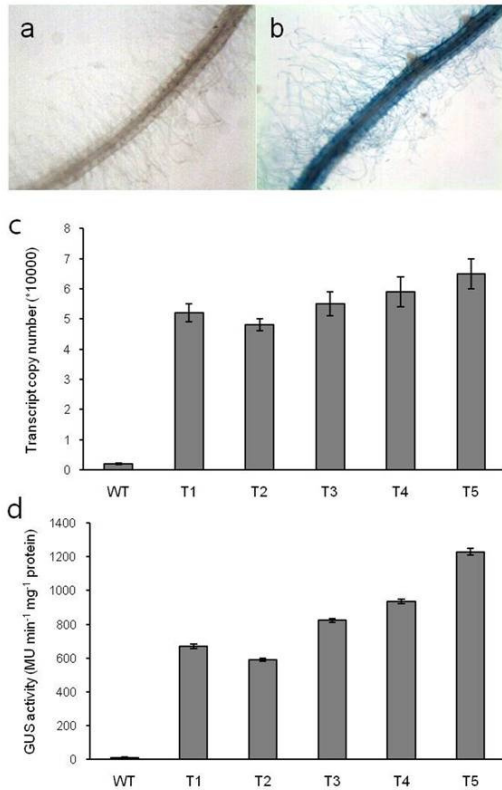 a
b
c
Transcript copy number (*10000)
8
7
6
5
4
3
2
1
0
WT T1 T2 T3 T4 T5
d
GUS activity (MU min⁻¹ mg⁻¹ protein)
1400
1200
1000
800
600
400
200
0
WT T1 T2 T3 T4 T5